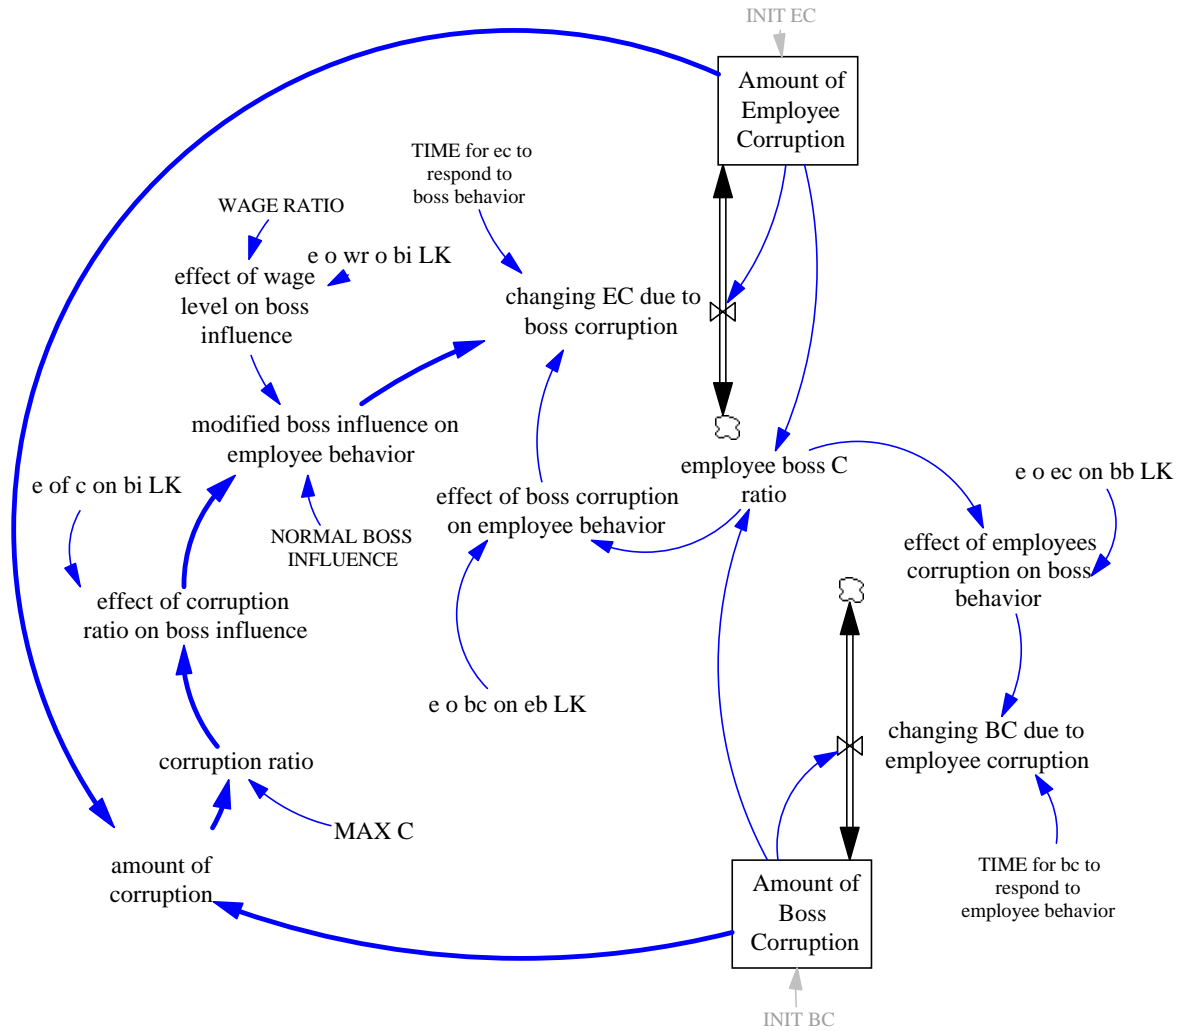 INIT EC
Amount of
Employee
Corruption
TIME for ec to
respond to
boss behavior
WAGE RATIO
e o wr o bi LK
effect of wage
level on boss
influence
changing EC due to
boss corruption
modified boss influence on
employee behavior
employee boss C
ratio
e o ec on bb LK
e of c on bi LK
effect of boss corruption
on employee behavior
NORMAL BOSS
INFLUENCE
effect of employees
corruption on boss
behavior
effect of corruption
ratio on boss influence
e o bc on eb LK
changing BC due to
employee corruption
corruption ratio
MAX C
amount of
corruption
Amount of
Boss
Corruption
TIME for bc to
respond to
employee behavior
INIT BC